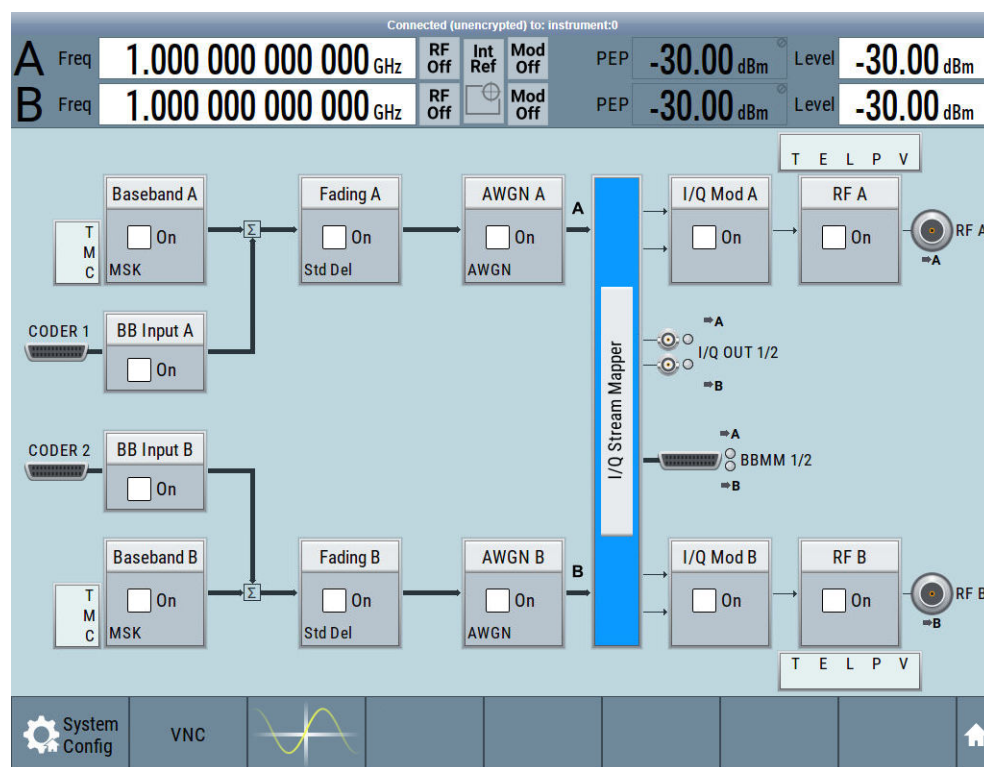 Connected (unencrypted) to: instrument:0
A Freq 1.000 000 000 000 GHz RF Off Int Ref Mod Off PEP -30.00 dBm Level -30.00 dBm
B Freq 1.000 000 000 000 GHz RF Off Mod Off PEP -30.00 dBm Level -30.00 dBm
T E L P V
Baseband A Fading A AWGN A I/Q Mod A RF A
A
T M C On Σ On On On On RF A
MSK Std Del AWGN
➡A
CODER 1 BB Input A
On
➡A
I/Q OUT 1/2
➡B
I/Q Stream Mapper
CODER 2 BB Input B
On
➡A
BBMM 1/2
➡B
Baseband B Fading B AWGN B I/Q Mod B RF B
B
T M C On Σ On On On On RF B
MSK Std Del AWGN
➡B
T E L P V
System Config VNC